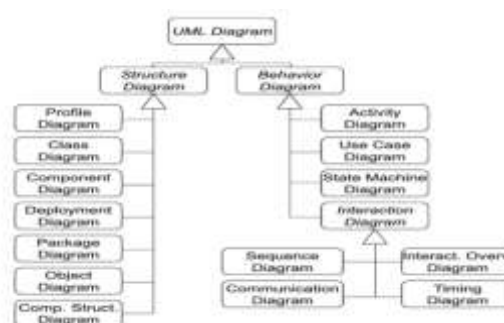 UML Diagram
Structure
Diagram
Behavior
Diagram
Profile
Diagram
Class
Diagram
Component
Diagram
Deployment
Diagram
Package
Diagram
Object
Diagram
Comp. Struct.
Diagram
Activity
Diagram
Use Case
Diagram
State Machine
Diagram
Interaction
Diagram
Sequence
Diagram
Interact. Overv
Diagram
Communication
Diagram
Timing
Diagram